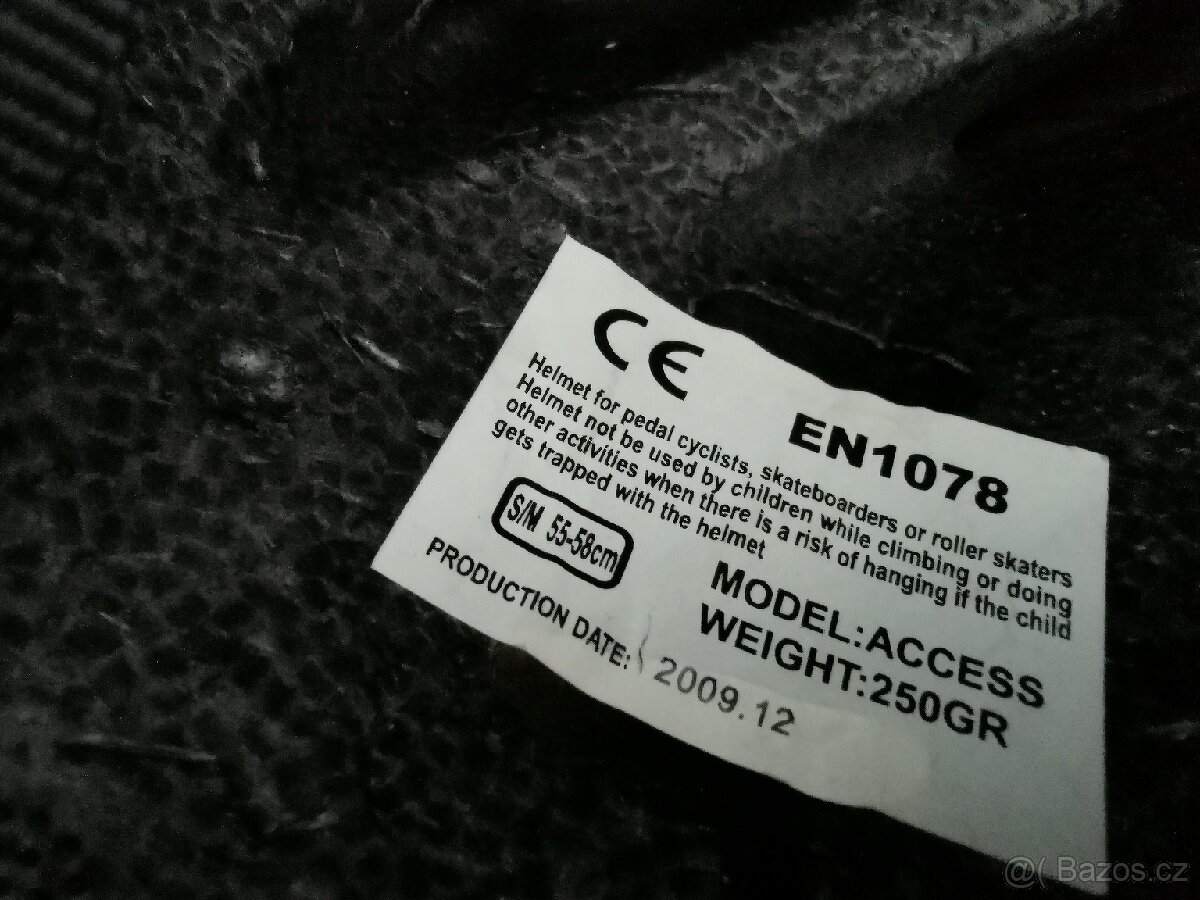 CE
EN1078
Helmet for pedal cyclists, skateboarders or roller skaters
Helmet not be used by children while climbing or doing
other activities when there is a risk of hanging if the child
gets trapped with the helmet
S/M 55-58cm
MODEL:ACCESS
WEIGHT:250GR
PRODUCTION DATE: 2009.12
@( Bazos.cz